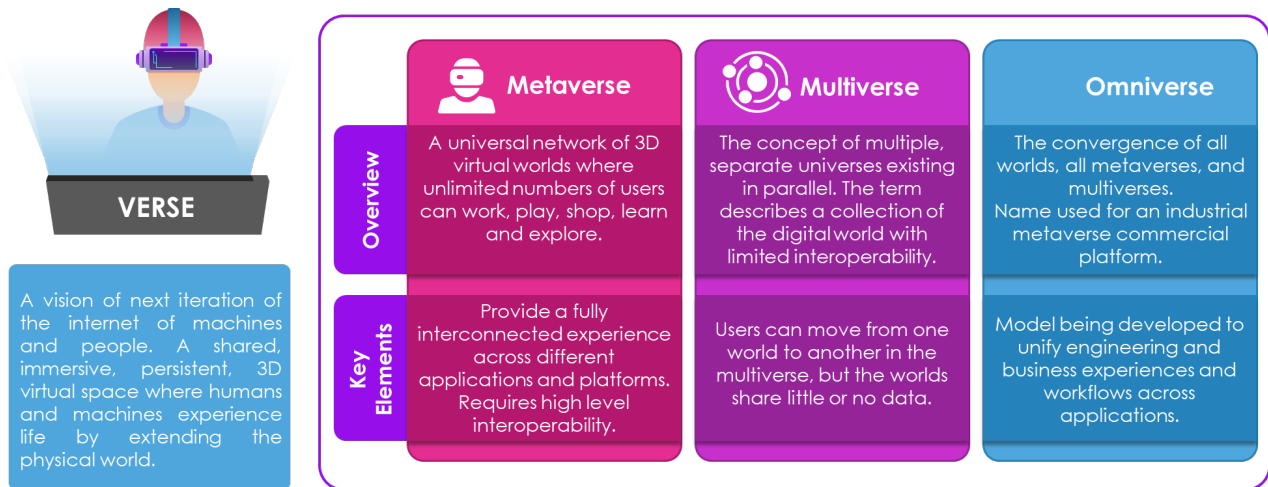 VERSE
A vision of next iteration of
the internet of machines
and people. A shared,
immersive, persistent, 3D
virtual space where humans
and machines experience
life by extending the
physical world.
Metaverse
Multiverse
Omniverse
Overview
A universal network of 3D
virtual worlds where
unlimited numbers of users
can work, play, shop, learn
and explore.
The concept of multiple,
separate universes existing
in parallel. The term
describes a collection of
the digital world with
limited interoperability.
The convergence of all
worlds, all metaverses, and
multiverses.
Name used for an industrial
metaverse commercial
platform.
Key
Elements
Provide a fully
interconnected experience
across different
applications and platforms.
Requires high level
interoperability.
Users can move from one
world to another in the
multiverse, but the worlds
share little or no data.
Model being developed to
unify engineering and
business experiences and
workflows across
applications.